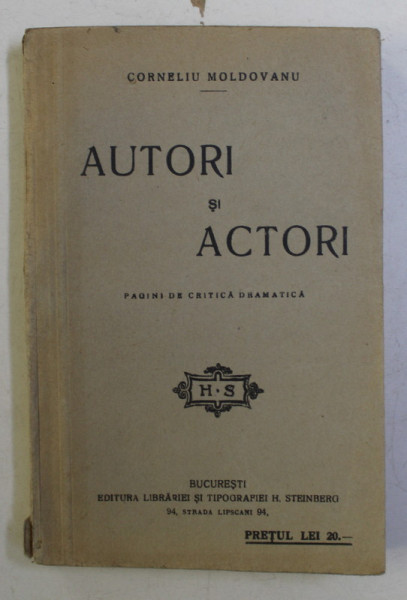 CORNELIU MOLDOVANU
AUTORI
ȘI
ACTORI
PAGINI DE CRITICĂ DRAMATICĂ
H·S
BUCUREȘTI
EDITURA LIBRĂRIEI ȘI TIPOGRAFIEI H. STEINBERG
94, STRADA LIPSCANI 94,
PREȚUL LEI 20.—